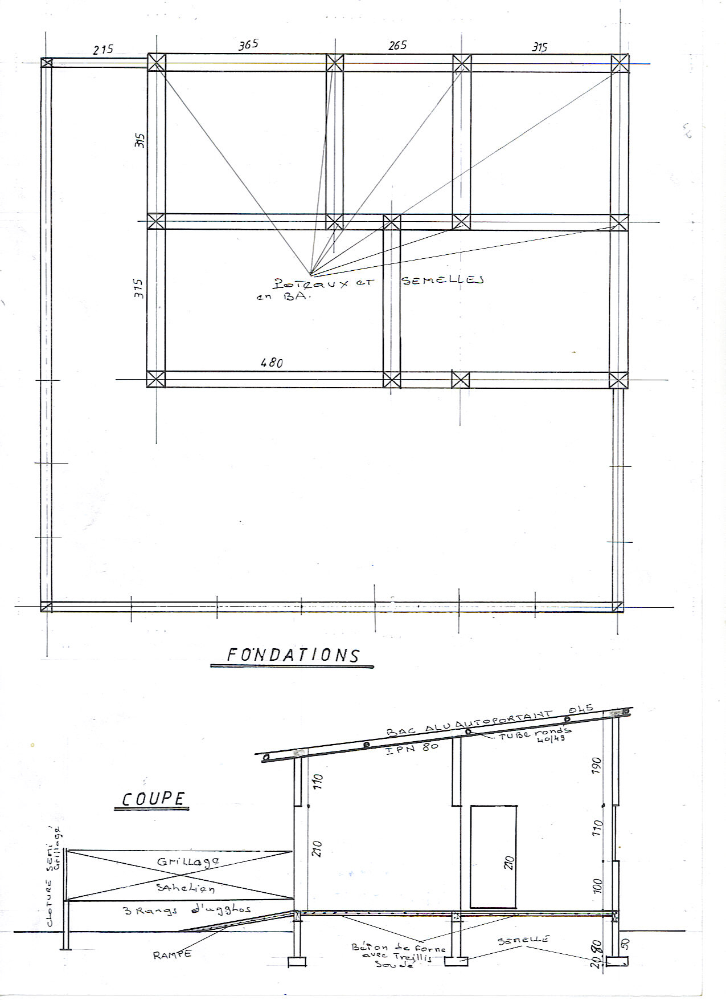 215
365
265
315
315
315
POTEAUX ET SEMELLES
en BA.
480
FONDATIONS
BAC ALU AUTOPORTANT 045
TUBE ronds
40/49
IPN 80
COUPE
110
190
210
210
110
100
CLOTURE SEMI
Grillagé
Grillage
SAHELIEN
3 Rangs d'agglos
RAMPE
Béton de Forme
avec Treillis
Soudé
SEMELLE
20 80
50